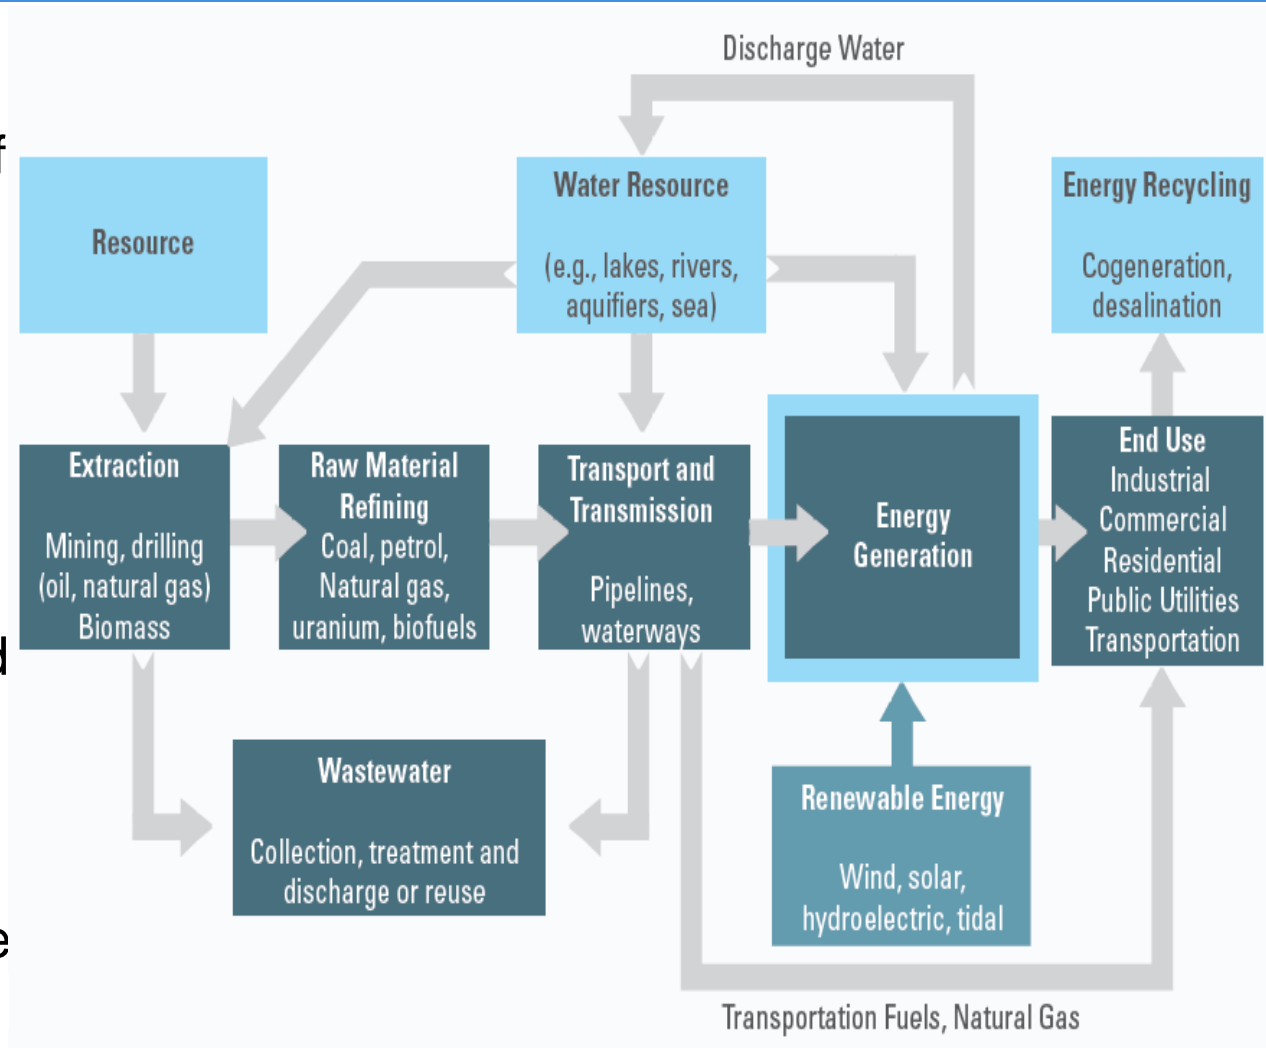 Discharge Water
f
Resource
Water Resource
(e.g., lakes, rivers,
aquifiers, sea)
Energy Recycling
Cogeneration,
desalination
Extraction
Mining, drilling
(oil, natural gas)
Biomass
Raw Material
Refining
Coal, petrol,
Natural gas,
uranium, biofuels
Transport and
Transmission
Pipelines,
waterways
Energy
Generation
End Use
Industrial
Commercial
Residential
Public Utilities
Transportation
d
Wastewater
Collection, treatment and
discharge or reuse
Renewable Energy
Wind, solar,
hydroelectric, tidal
e
Transportation Fuels, Natural Gas